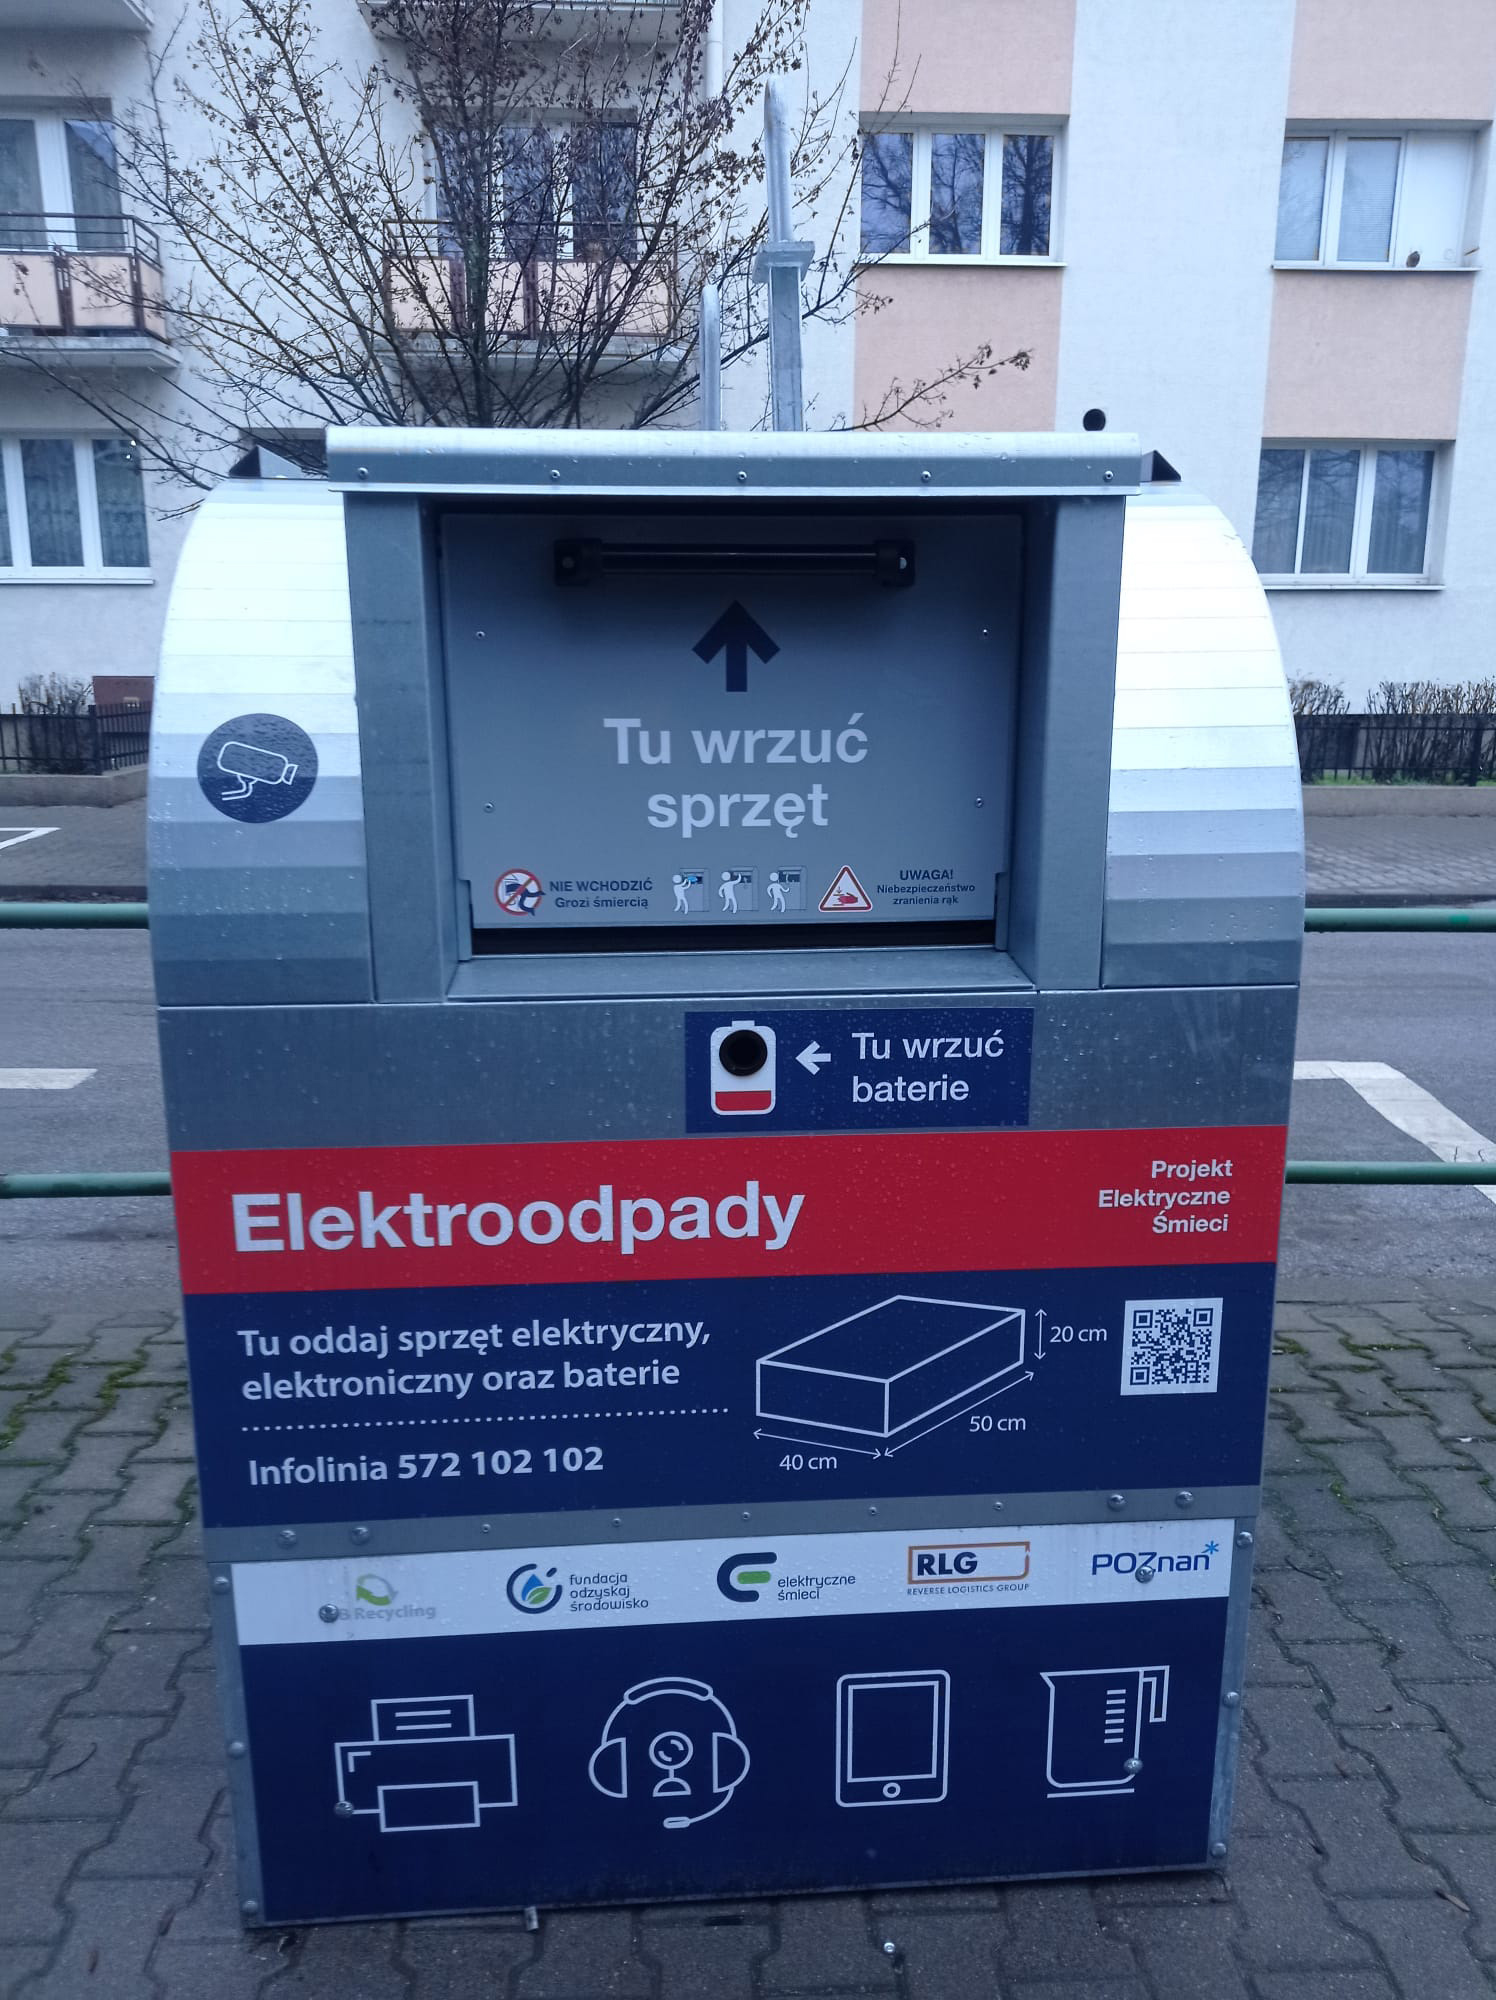 Tu wrzuć
sprzęt
NIE WCHODZIĆ
Grozi śmiercią
UWAGA!
Niebezpieczeństwo
zranienia rąk
Tu wrzuć
baterie
Elektroodpady
Projekt
Elektryczne
Śmieci
Tu oddaj sprzęt elektryczny,
elektroniczny oraz baterie
Infolinia 572 102 102
20 cm
50 cm
40 cm
Recycling
fundacja
odzyskaj
środowisko
elektryczne
śmieci
RLG
REVERSE LOGISTICS GROUP
POZnan*